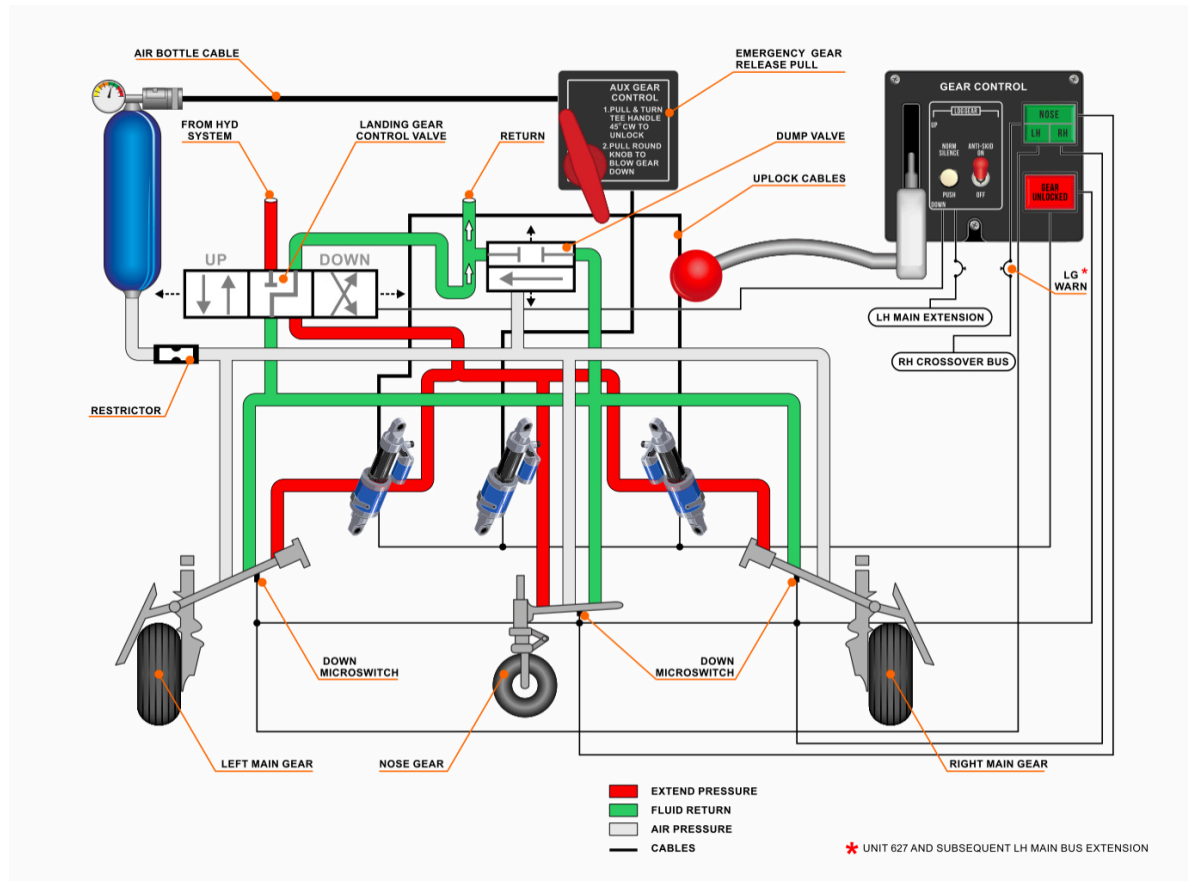 AIR BOTTLE CABLE
FROM HYD
SYSTEM
LANDING GEAR
CONTROL VALVE
RETURN
AUX GEAR
CONTROL
1.PULL & TURN
TEE HANDLE
45° CW TO
UNLOCK
2.PULL ROUND
KNOB TO
BLOW GEAR
DOWN
EMERGENCY GEAR
RELEASE PULL
DUMP VALVE
UPLOCK CABLES
GEAR CONTROL
LDG GEAR
UP
NORM
SILENCE
ANTI-SKID
ON
PUSH
OFF
DOWN
NOSE
LH
RH
GEAR
UNLOCKED
UP
DOWN
LG *
WARN
LH MAIN EXTENSION
RH CROSSOVER BUS
RESTRICTOR
DOWN
MICROSWITCH
DOWN
MICROSWITCH
LEFT MAIN GEAR
NOSE GEAR
RIGHT MAIN GEAR
EXTEND PRESSURE
FLUID RETURN
AIR PRESSURE
CABLES
* UNIT 627 AND SUBSEQUENT LH MAIN BUS EXTENSION